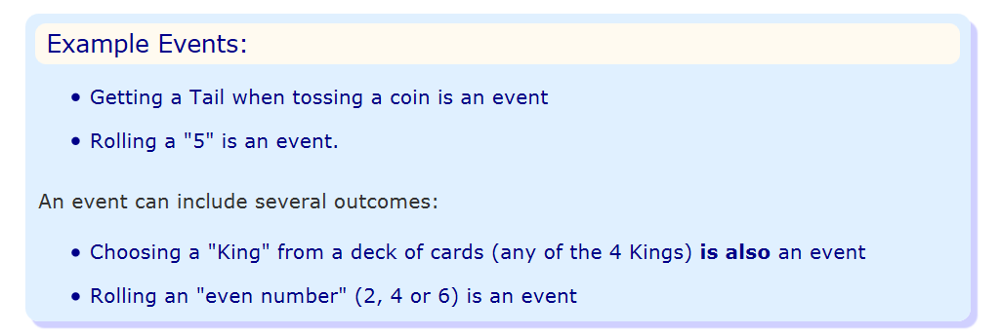 Example Events:
• Getting a Tail when tossing a coin is an event
• Rolling a "5" is an event.
An event can include several outcomes:
• Choosing a "King" from a deck of cards (any of the 4 Kings) is also an event
• Rolling an "even number" (2, 4 or 6) is an event